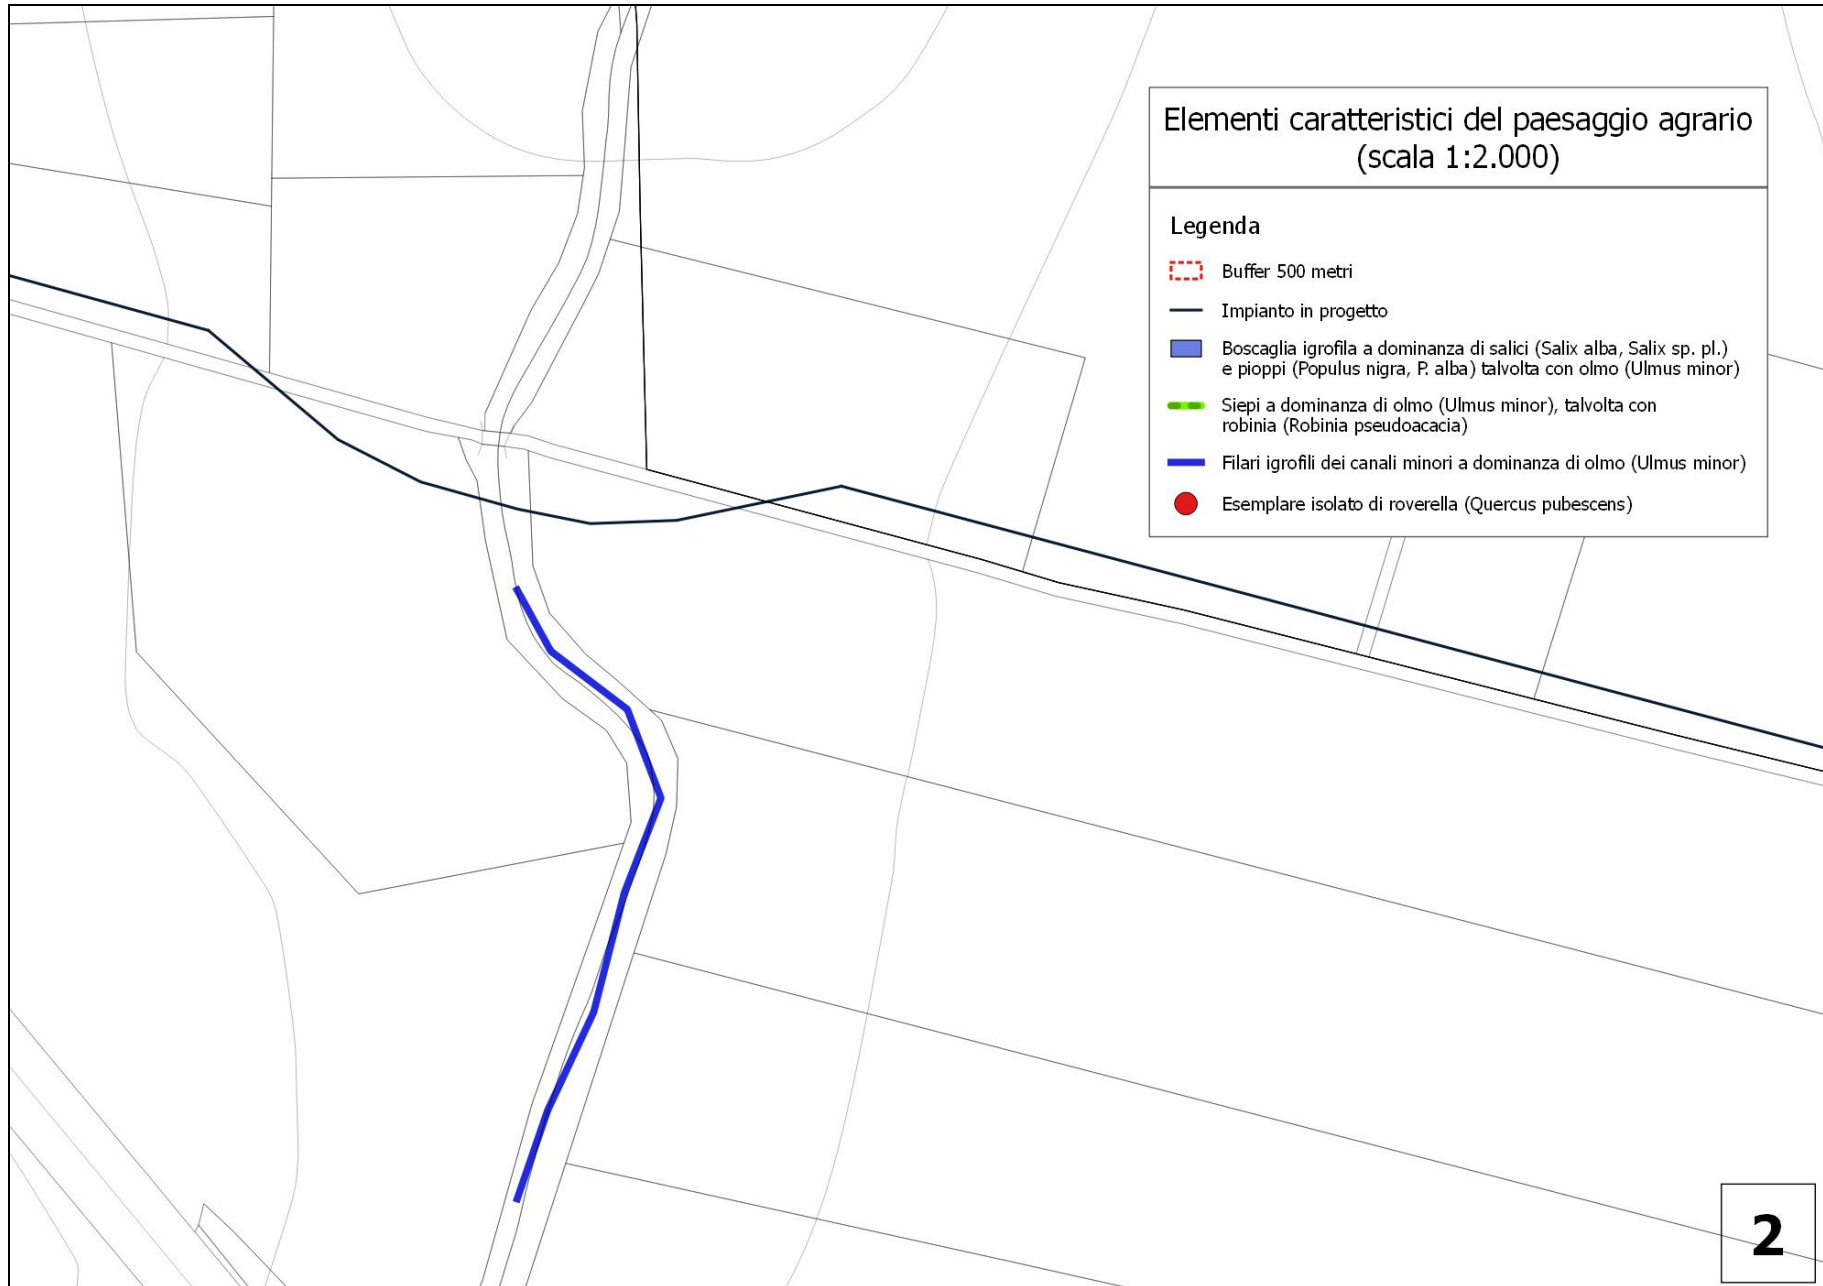 Elementi caratteristici del paesaggio agrario
(scala 1:2.000)
Legenda
Buffer 500 metri
Impianto in progetto
Boscaglia igrofila a dominanza di salici (Salix alba, Salix sp. pl.)
e pioppi (Populus nigra, P. alba) talvolta con olmo (Ulmus minor)
Siepi a dominanza di olmo (Ulmus minor), talvolta con
robinia (Robinia pseudoacacia)
Filari igrofili dei canali minori a dominanza di olmo (Ulmus minor)
Esemplare isolato di roverella (Quercus pubescens)
2